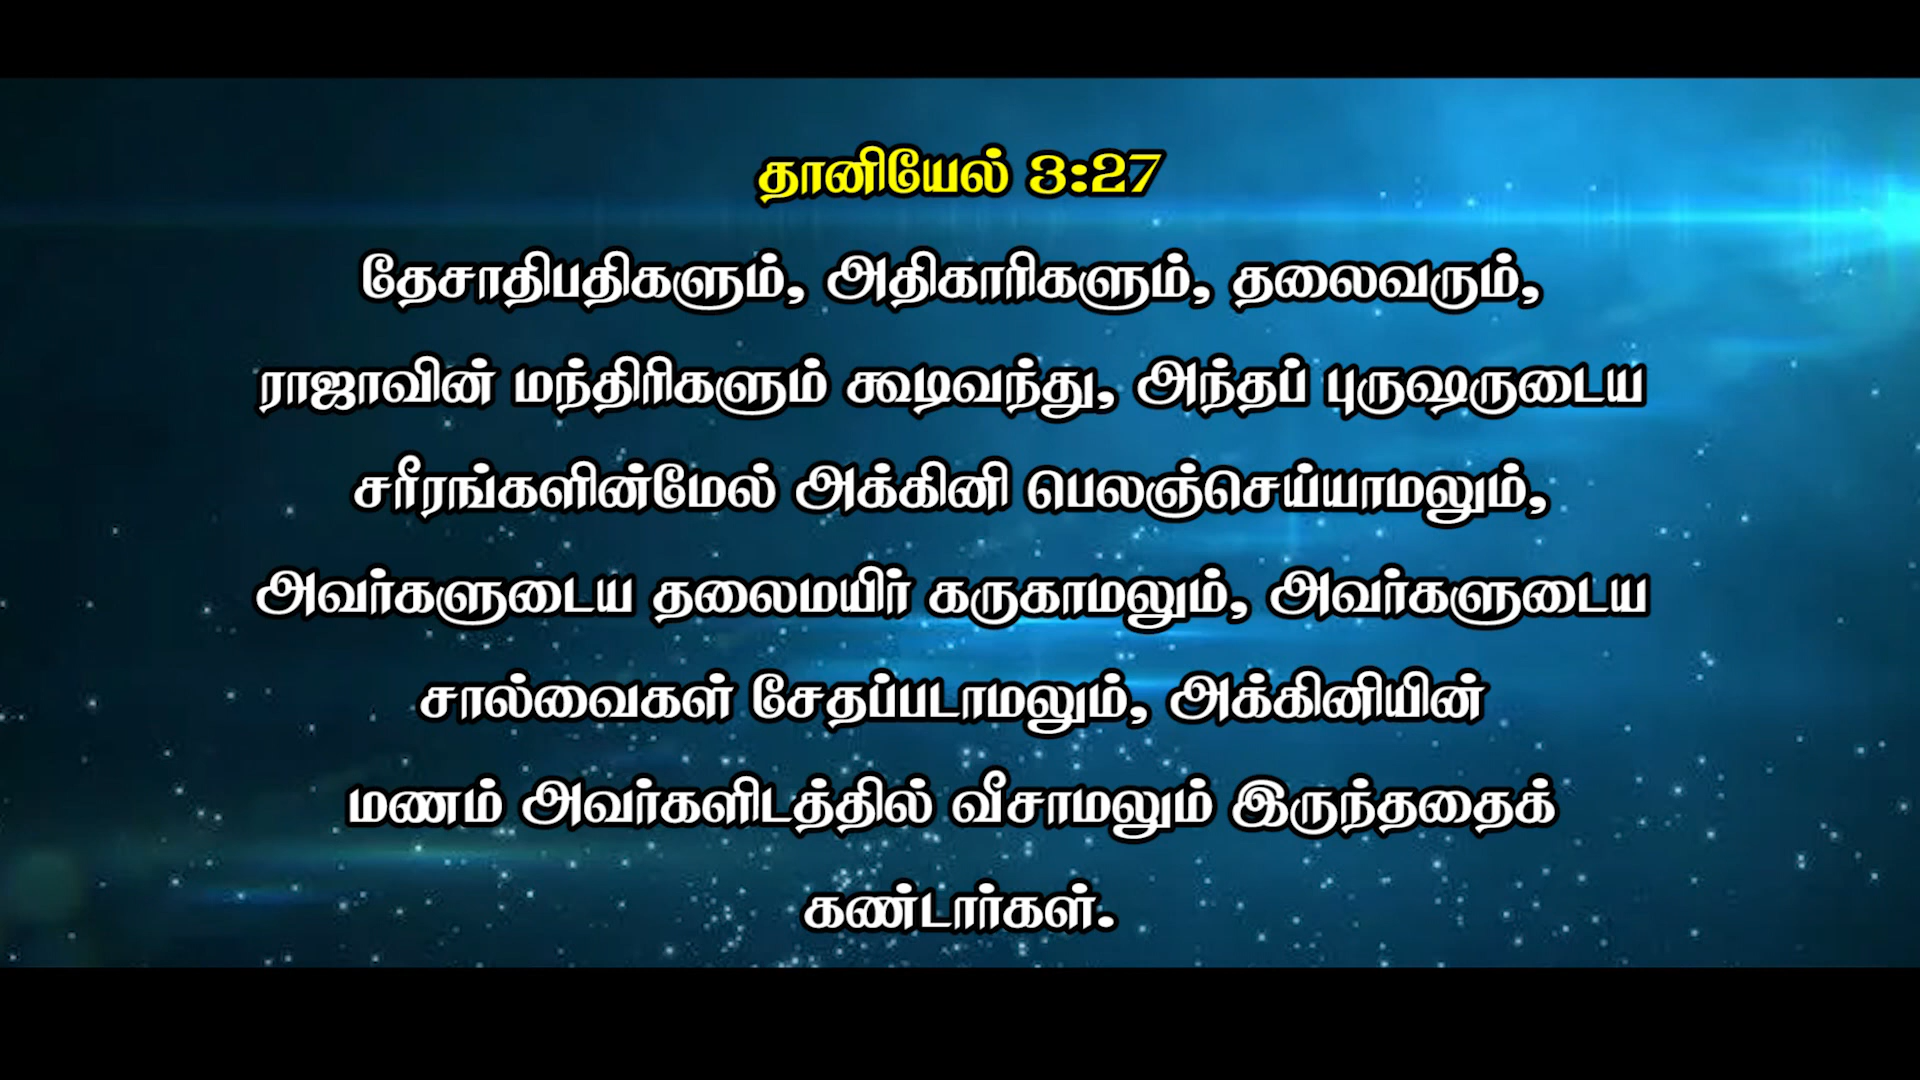 தானியேல் 3:27
தேசாதிபதிகளும், அதிகாரிகளும், தலைவரும்,
ராஜாவின் மந்திரிகளும் கூடிவந்து, அந்தப் புருஷருடைய
சரீரங்களின்மேல் அக்கினி பெலஞ்செய்யாமலும்,
அவர்களுடைய தலைமயிர் கருகாமலும், அவர்களுடைய
சால்வைகள் சேதப்படாமலும், அக்கினியின்
மணம் அவர்களிடத்தில் வீசாமலும் இருந்ததைக்
கண்டார்கள்.